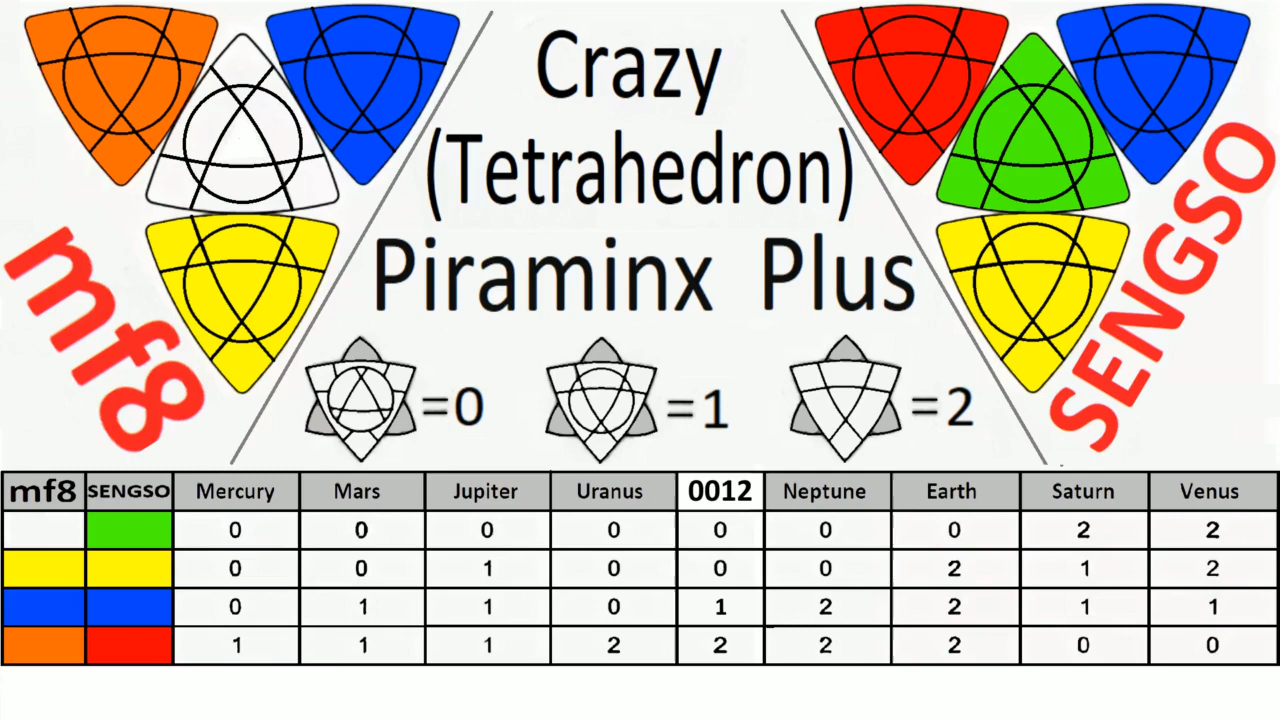 Crazy
(Tetrahedron)
Piraminx Plus
mf8
SENGSO
=0
=1
=2
mf8 SENGSO Mercury Mars Jupiter Uranus 0012 Neptune Earth Saturn Venus
0 0 0 0 0 0 0 2 2
0 0 1 0 0 0 2 1 2
0 1 1 0 1 2 2 1 1
1 1 1 2 2 2 2 0 0